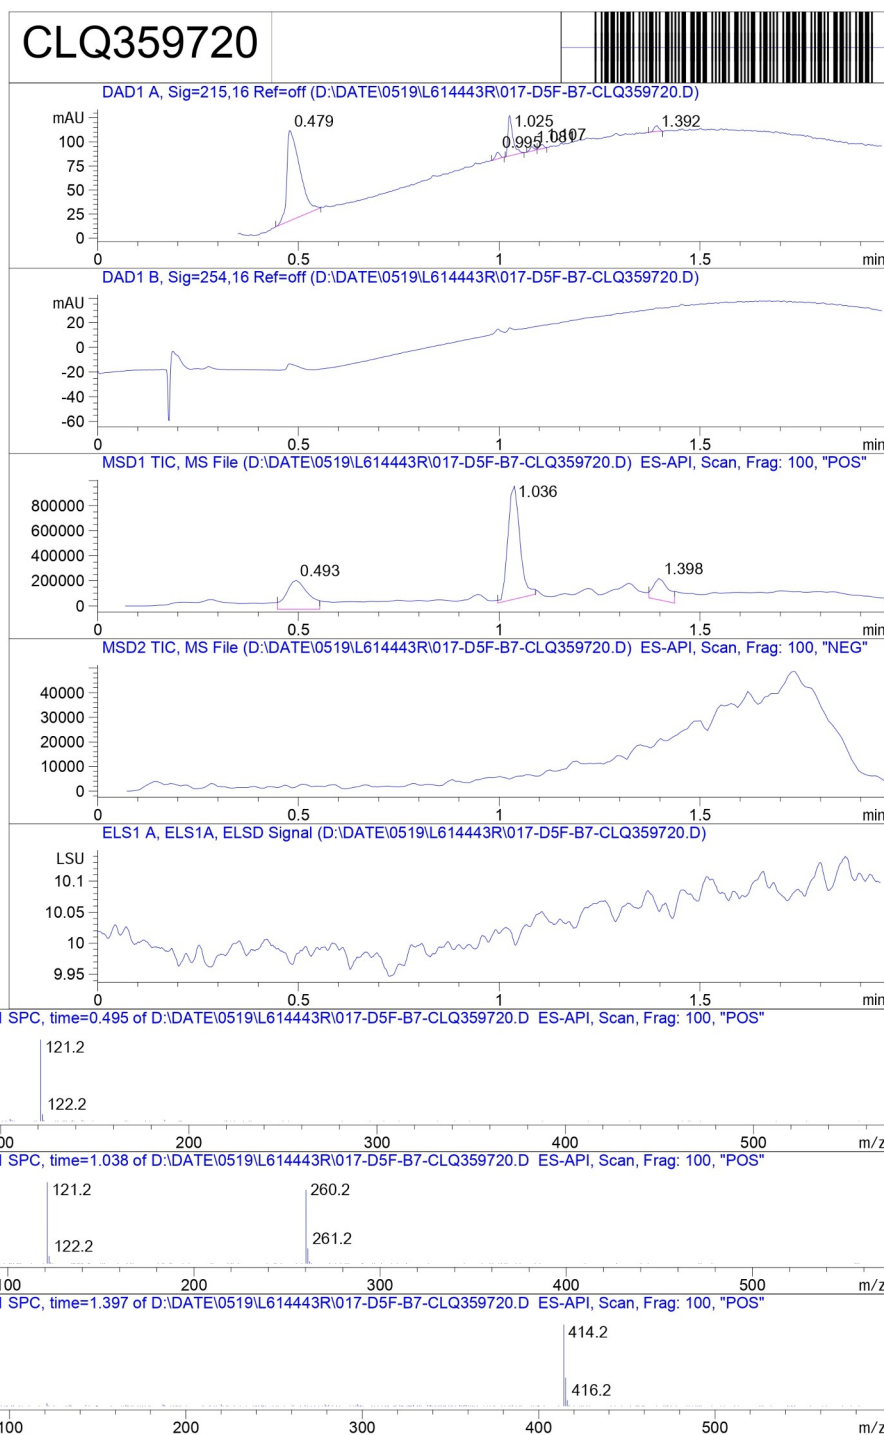 CLQ359720
DAD1 A, Sig=215,16 Ref=off (D:\DATE\0519\L614443R\017-D5F-B7-CLQ359720.D)
mAU
100
75
50
25
0
0.479
0.995
1.025
1.081
1.107
1.392
0 0.5 1 1.5 min
DAD1 B, Sig=254,16 Ref=off (D:\DATE\0519\L614443R\017-D5F-B7-CLQ359720.D)
mAU
20
0
-20
-40
-60
0 0.5 1 1.5 min
MSD1 TIC, MS File (D:\DATE\0519\L614443R\017-D5F-B7-CLQ359720.D) ES-API, Scan, Frag: 100, "POS"
800000
600000
400000
200000
0
0.493
1.036
1.398
0 0.5 1 1.5 min
MSD2 TIC, MS File (D:\DATE\0519\L614443R\017-D5F-B7-CLQ359720.D) ES-API, Scan, Frag: 100, "NEG"
40000
30000
20000
10000
0
0 0.5 1 1.5 min
ELS1 A, ELS1A, ELSD Signal (D:\DATE\0519\L614443R\017-D5F-B7-CLQ359720.D)
LSU
10.1
10.05
10
9.95
0 0.5 1 1.5 min
SPC, time=0.495 of D:\DATE\0519\L614443R\017-D5F-B7-CLQ359720.D ES-API, Scan, Frag: 100, "POS"
121.2
122.2
00 200 300 400 500 m/z
SPC, time=1.038 of D:\DATE\0519\L614443R\017-D5F-B7-CLQ359720.D ES-API, Scan, Frag: 100, "POS"
121.2
260.2
261.2
122.2
100 200 300 400 500 m/z
SPC, time=1.397 of D:\DATE\0519\L614443R\017-D5F-B7-CLQ359720.D ES-API, Scan, Frag: 100, "POS"
414.2
416.2
100 200 300 400 500 m/z